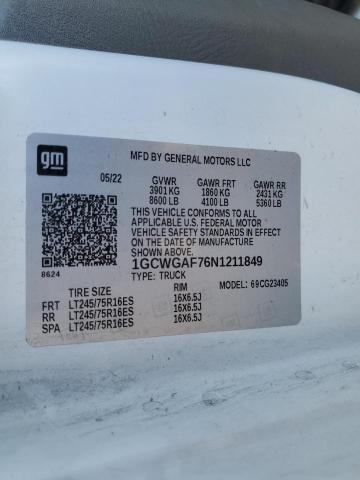 gm
MFD BY GENERAL MOTORS LLC
05/22 GVWR GAWR FRT GAWR RR
3901 KG 1860 KG 2431 KG
8600 LB 4100 LB 5360 LB
THIS VEHICLE CONFORMS TO ALL APPLICABLE
U.S. FEDERAL MOTOR VEHICLE SAFETY STANDARDS
IN EFFECT ON THE DATE OF MANUFACTURE
SHOWN ABOVE.
1GCWGAF76N1211849
8624 TYPE: TRUCK
MODEL: 69CG23405
TIRE SIZE RIM
FRT LT245/75R16ES 16X6.5J
RR LT245/75R16ES 16X6.5J
SPA LT245/75R16ES 16X6.5J